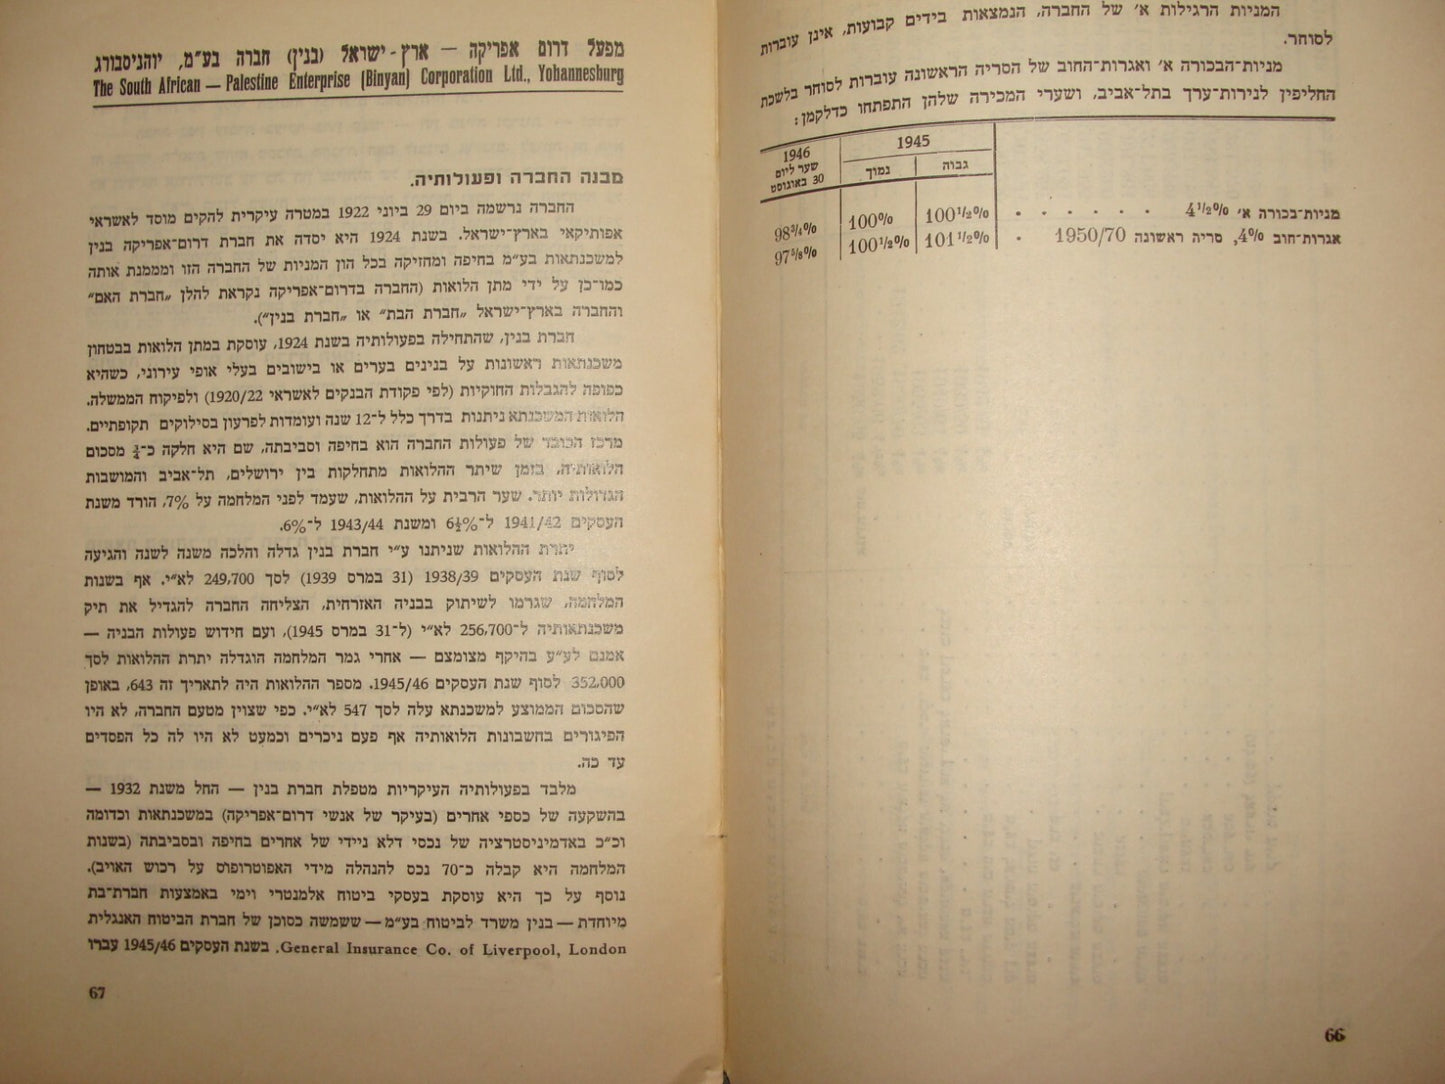 המניות הרגילות א׳ של החברה, הנמצאות בידים קבועות, אינן עוברות
לסוחר.
מניות־הבכורה א׳ ואגרות־החוב של הסריה הראשונה עוברות לסוחר בלשכת
החליפין לנירות־ערך בתל־אביב, ושערי המכירה שלהן התפתחו כדלקמן:
1945 1946
גבוה נמוך שער ליום
30 באוגוסט
מניות־בכורה א׳ 4½% . . . . . . 100½% 100% 98¾%
אגרות־חוב 4%, סריה ראשונה 1950/70 . 101½% 100½% 97⅝%
66
מפעל דרום אפריקה — ארץ־ישראל (בנין) חברה בע״מ, יוהניסבורג
The South African — Palestine Enterprise (Binyan) Corporation Ltd., Yohannesburg
מבנה החברה ופעולותיה.
החברה נרשמה ביום 29 ביוני 1922 במטרה עיקרית להקים מוסד לאשראי
אפותיקאי בארץ־ישראל. בשנת 1924 היא יסדה את חברת דרום־אפריקה בנין
למשכנתאות בע״מ בחיפה ומחזיקה בכל הון המניות של החברה הזו ומממנת אותה
כמו־כן על ידי מתן הלואות (החברה בדרום־אפריקה נקראת להלן „חברת האם״
והחברה בארץ־ישראל „חברת הבת״ או „חברת בנין״).
חברת בנין, שהתחילה בפעולותיה בשנת 1924, עוסקת במתן הלואות בבטחון
משכנתאות ראשונות על בנינים בערים או בישובים בעלי אופי עירוני, כשהיא
כפופה להגבלות החוקיות (לפי פקודת הבנקים לאשראי 1920/22) ולפיקוח הממשלה.
הלואות המשכנתא ניתנות בדרך כלל ל־12 שנה ועומדות לפרעון בסילוקים תקופתיים.
מרכז הכובד של פעולות החברה הוא בחיפה וסביבתה, שם היא חלקה כ־¾ מסכום
הלואותיה, בזמן שיתר ההלואות מתחלקות בין ירושלים, תל־אביב והמושבות
הגדולות יותר. שער הרבית על ההלואות, שעמד לפני המלחמה על 7%, הורד משנת
העסקים 1941/42 ל־6½% ומשנת 1943/44 ל־6%.
יתרת ההלואות שניתנו ע״י חברת בנין גדלה והלכה משנה לשנה והגיעה
לסוף שנת העסקים 1938/39 (31 במרס 1939) לסך 249,700 לא״י. אף בשנות
המלחמה, שגרמו לשיתוק בבניה האזרחית, הצליחה החברה להגדיל את תיק
משכנתאותיה ל־256,700 לא״י (ל־31 במרס 1945), ועם חידוש פעולות הבניה —
אמנם לע״ע בהיקף מצומצם — אחרי גמר המלחמה הוגדלה יתרת ההלואות לסך
352,000 לסוף שנת העסקים 1945/46. מספר ההלואות היה לתאריך זה 643, באופן
שהסכום הממוצע למשכנתא עלה לסך 547 לא״י. כפי שצוין מטעם החברה, לא היו
הפיגורים בחשבונות הלואותיה אף פעם ניכרים וכמעט לא היו לה כל הפסדים
עד כה.
מלבד בפעולותיה העיקריות מטפלת חברת בנין — החל משנת 1932 —
בהשקעה של כספי אחרים (בעיקר של אנשי דרום־אפריקה) במשכנתאות וכדומה
וכ״כ באדמיניסטרציה של נכסי דלא ניידי של אחרים בחיפה ובסביבתה (בשנות
המלחמה היא קבלה כ־70 נכס להנהלה מידי האפוטרופוס על רכוש האויב).
נוסף על כך היא עוסקת בעסקי ביטוח אלמנטרי וימי באמצעות חברת־בת
מיוחדת — בנין משרד לביטוח בע״מ — ששמשה כסוכן של חברת הביטוח האנגלית
General Insurance Co. of Liverpool, London. בשנת העסקים 1945/46 עברו
67